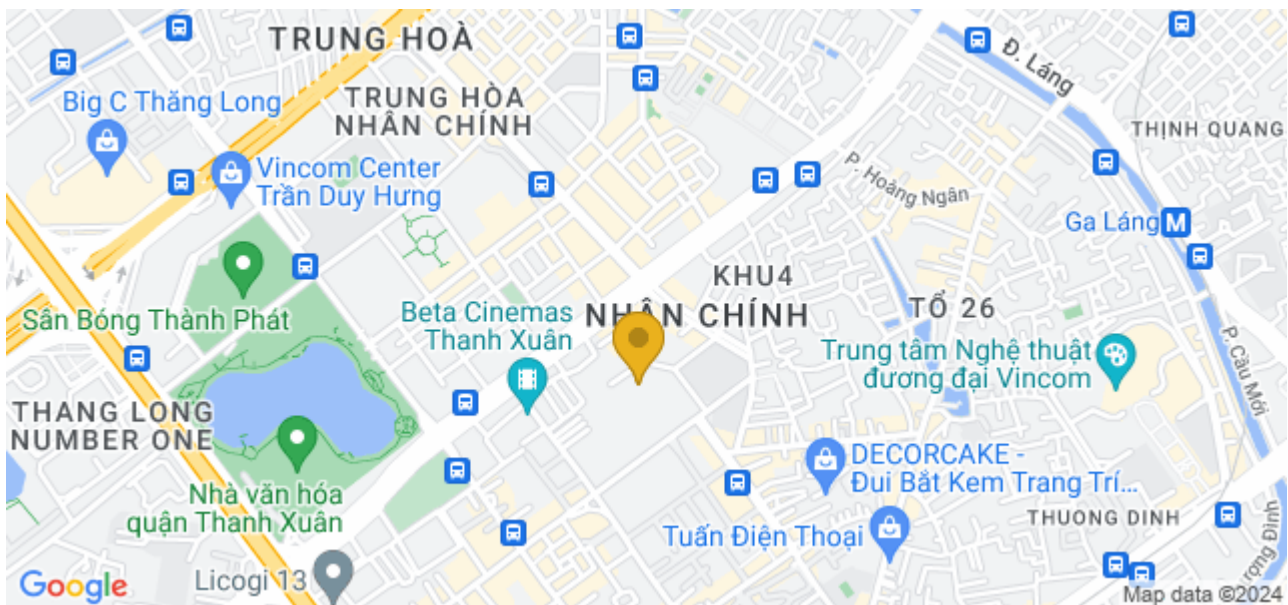 TRUNG HOÀ
Đ. Láng
Big C Thăng Long
TRUNG HÒA
NHÂN CHÍNH
THỊNH QUANG
Vincom Center
Trần Duy Hưng
P. Hoàng Ngân
Ga Láng
M
KHU4
NHÂN CHÍNH
TỔ 26
Sân Bóng Thành Phát
Beta Cinemas
Thanh Xuân
Trung tâm Nghệ thuật
đương đại Vincom
P. Cầu Mới
THANG LONG
NUMBER ONE
DECORCAKE -
Đui Bắt Kem Trang Trí...
Nhà văn hóa
quận Thanh Xuân
THUONG DINH
Tuấn Điện Thoại
Licogi 13
Google
Map data ©2024